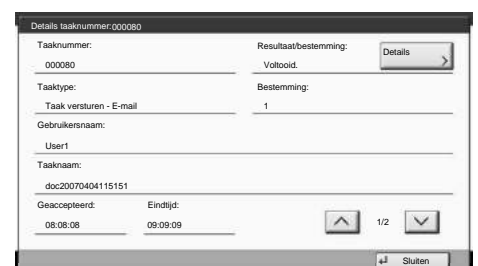 Details taaknummer:000080
Taaknummer:
000080
Resultaat/bestemming:
Voltooid.
Details
Taaktype:
Taak versturen - E-mail
Bestemming:
1
Gebruikersnaam:
User1
Taaknaam:
doc20070404115151
Geaccepteerd:
08:08:08
Eindtijd:
09:09:09
1/2
Sluiten